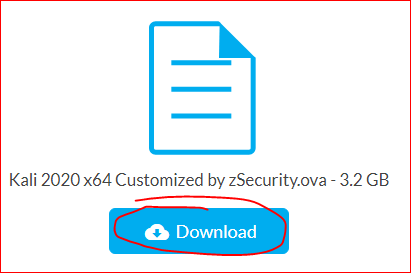 Kali 2020 x64 Customized by zSecurity.ova - 3.2 GB
Download